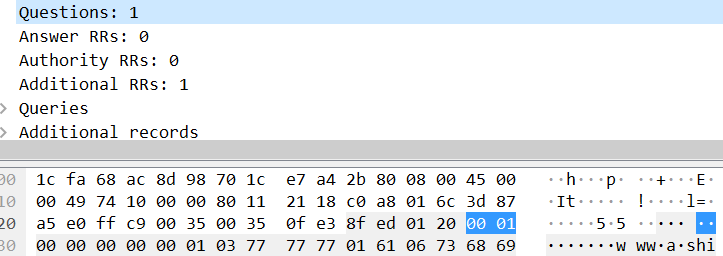 Questions: 1
Answer RRs: 0
Authority RRs: 0
Additional RRs: 1
> Queries
> Additional records
00 1c fa 68 ac 8d 98 70 1c e7 a4 2b 80 08 00 45 00 ··h···p· ·+···E·
10 00 49 74 10 00 00 80 11 21 18 c0 a8 01 6c 3d 87 ·It····· !····l=·
20 a5 e0 ff c9 00 35 00 35 0f e3 8f ed 01 20 00 01 ·····5·5 ····· ··
30 00 00 00 00 00 01 03 77 77 77 01 61 06 73 68 69 ·······w ww·a·shi